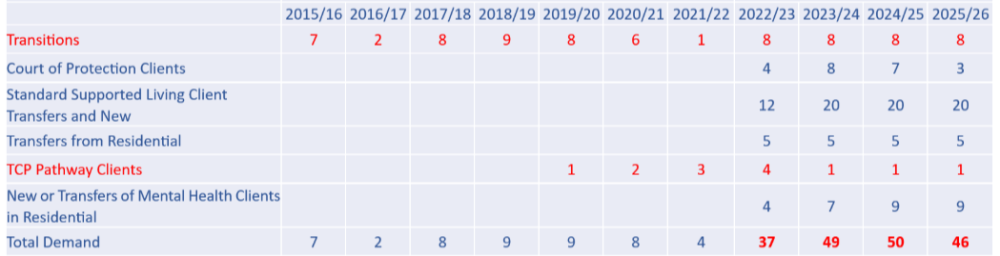 2015/16 2016/17 2017/18 2018/19 2019/20 2020/21 2021/22 2022/23 2023/24 2024/25 2025/26
Transitions 7 2 8 9 8 6 1 8 8 8 8
Court of Protection Clients 4 8 7 3
Standard Supported Living Client
Transfers and New 12 20 20 20
Transfers from Residential 5 5 5 5
TCP Pathway Clients 1 2 3 4 1 1 1
New or Transfers of Mental Health Clients
in Residential 4 7 9 9
Total Demand 7 2 8 9 9 8 4 37 49 50 46